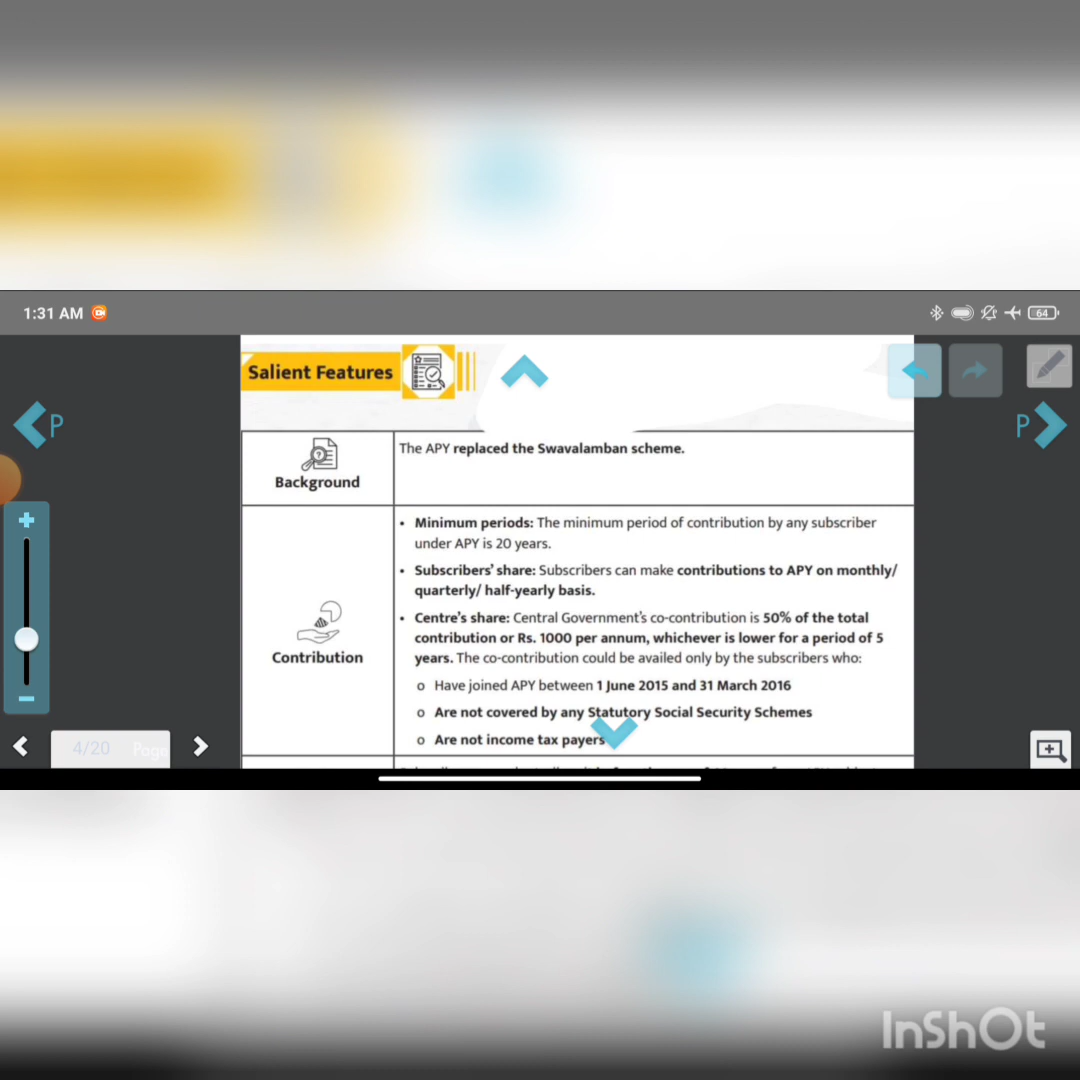 1:31 AM
64
Salient Features
P
P
Background
The APY replaced the Swavalamban scheme.
Contribution
• Minimum periods: The minimum period of contribution by any subscriber
under APY is 20 years.
• Subscribers' share: Subscribers can make contributions to APY on monthly/
quarterly/ half-yearly basis.
• Centre's share: Central Government's co-contribution is 50% of the total
contribution or Rs. 1000 per annum, whichever is lower for a period of 5
years. The co-contribution could be availed only by the subscribers who:
o Have joined APY between 1 June 2015 and 31 March 2016
o Are not covered by any Statutory Social Security Schemes
o Are not income tax payers
4/20 Page
InShOt